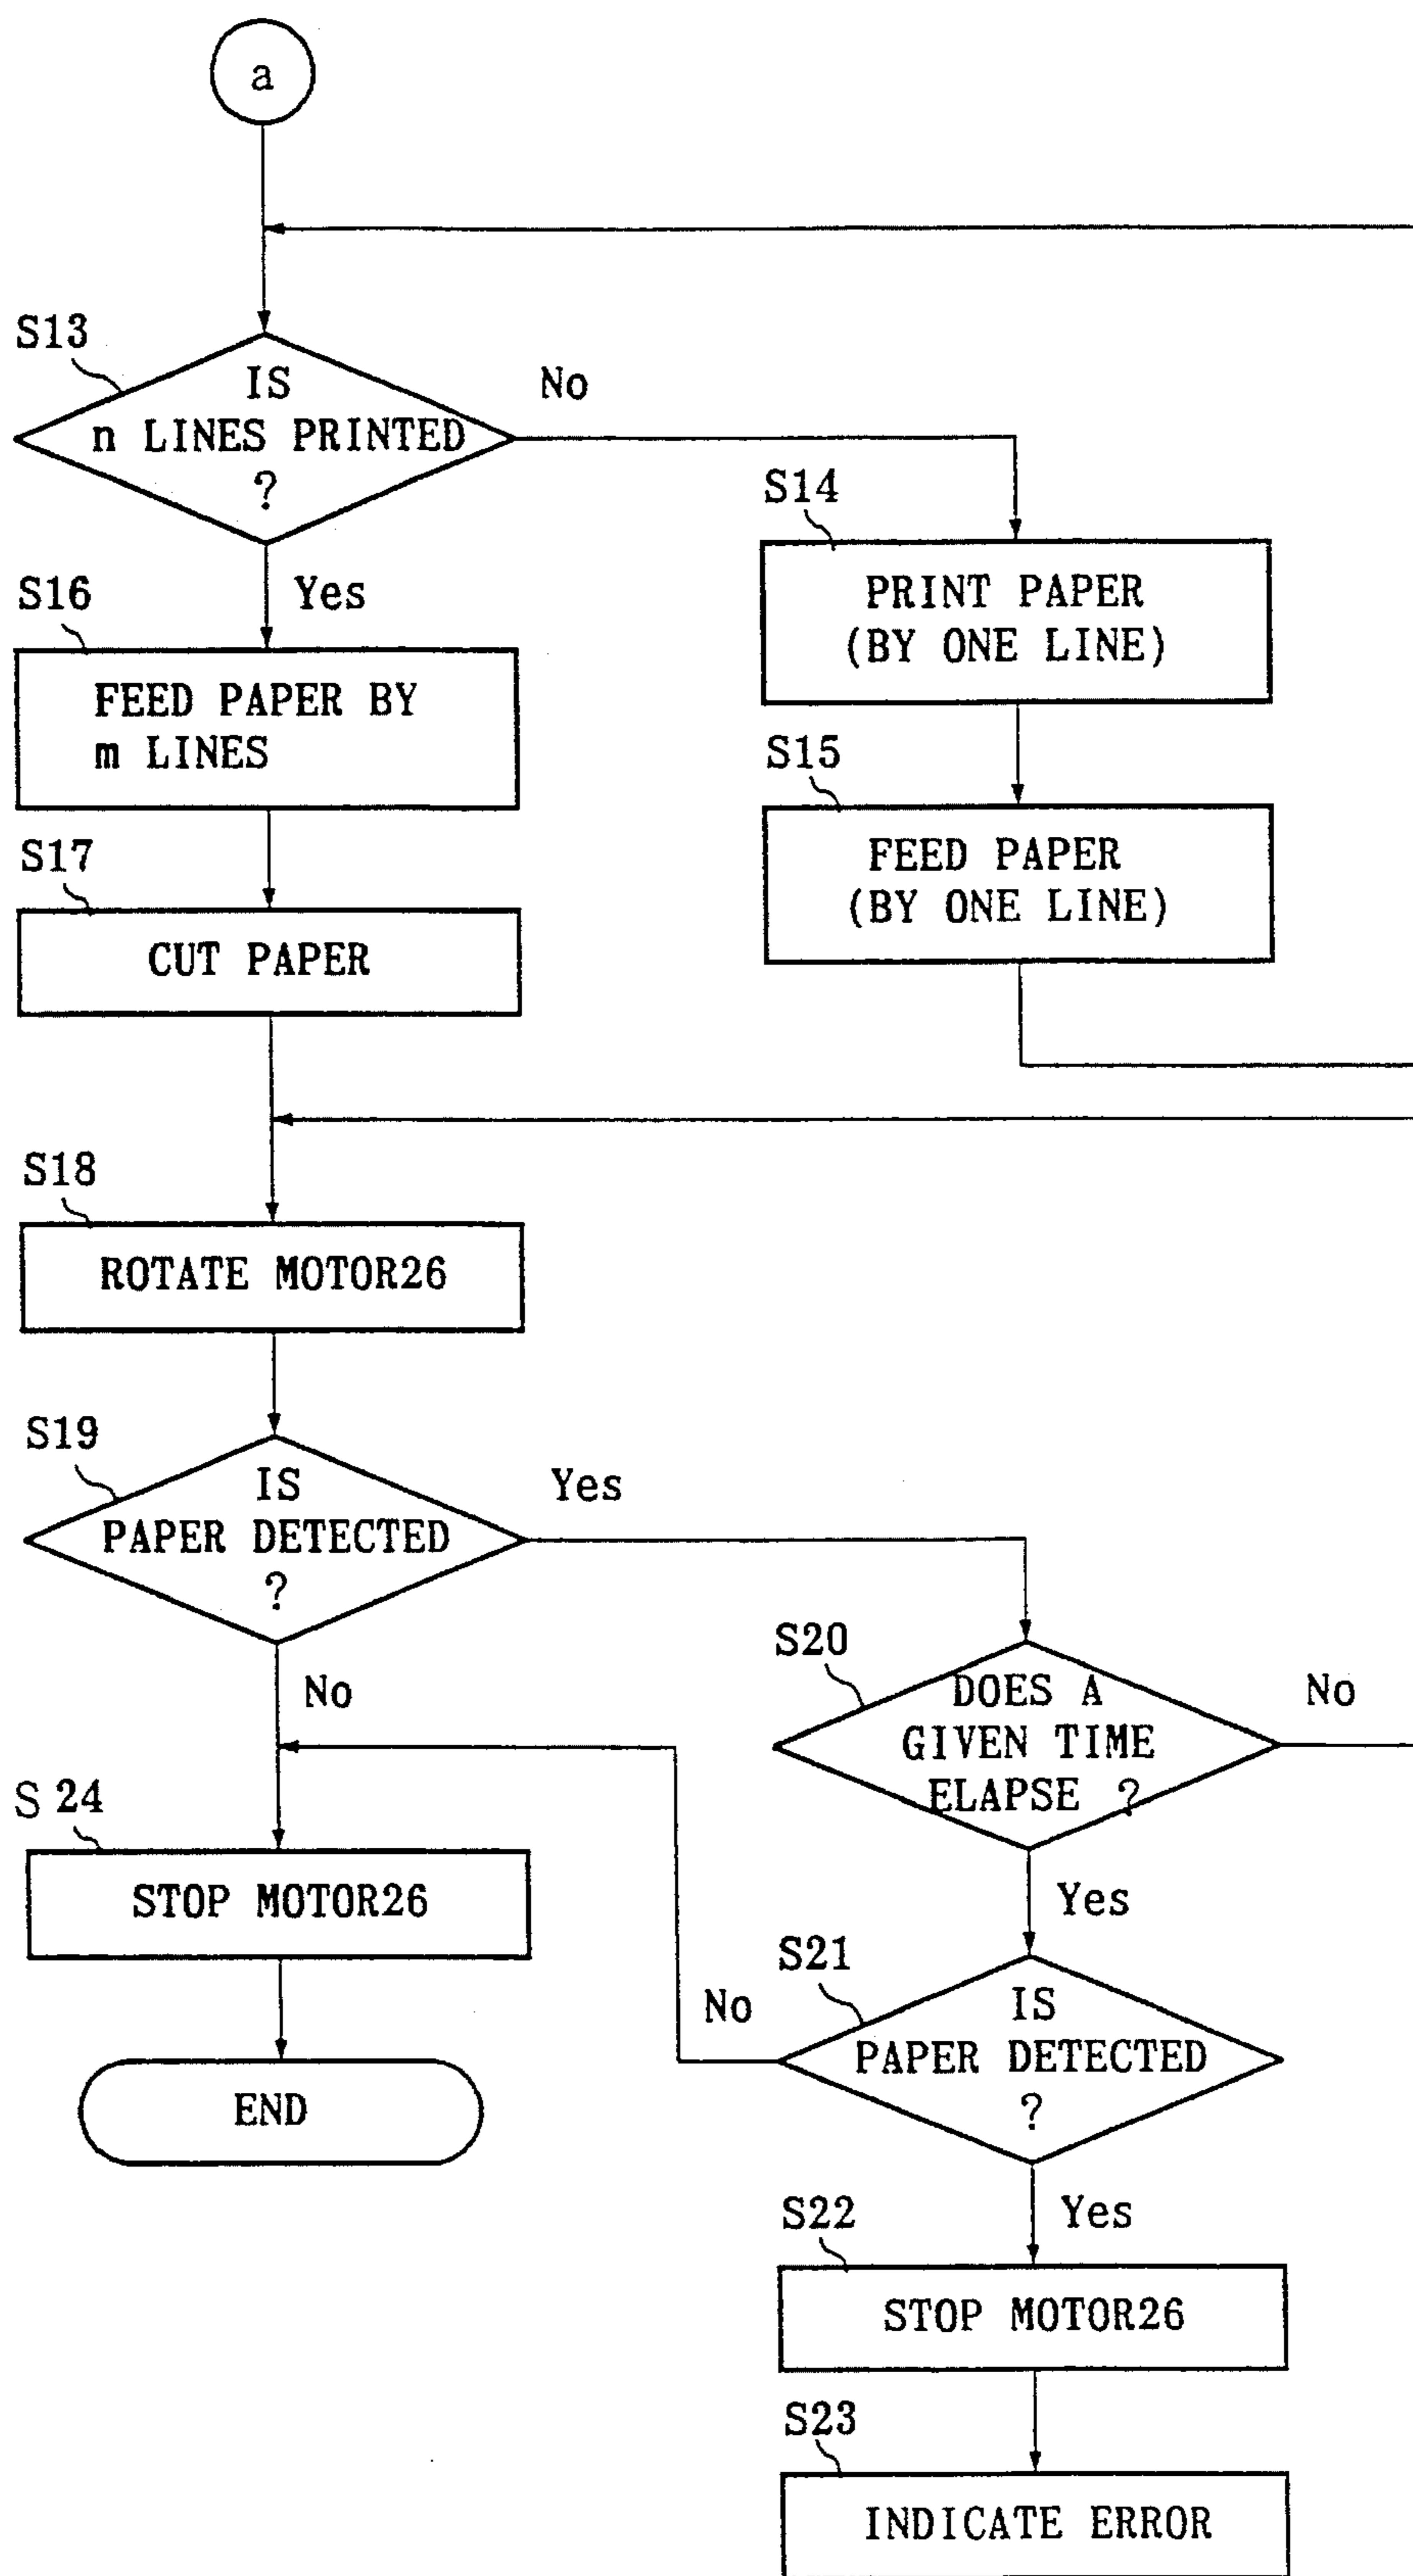 a
S13
IS
n LINES PRINTED
?
No
Yes
S14
PRINT PAPER
(BY ONE LINE)
S15
FEED PAPER
(BY ONE LINE)
S16
FEED PAPER BY
m LINES
S17
CUT PAPER
S18
ROTATE MOTOR26
S19
IS
PAPER DETECTED
?
Yes
No
S20
DOES A
GIVEN TIME
ELAPSE ?
No
Yes
S21
IS
PAPER DETECTED
?
No
Yes
S22
STOP MOTOR26
S23
INDICATE ERROR
S 24
STOP MOTOR26
END